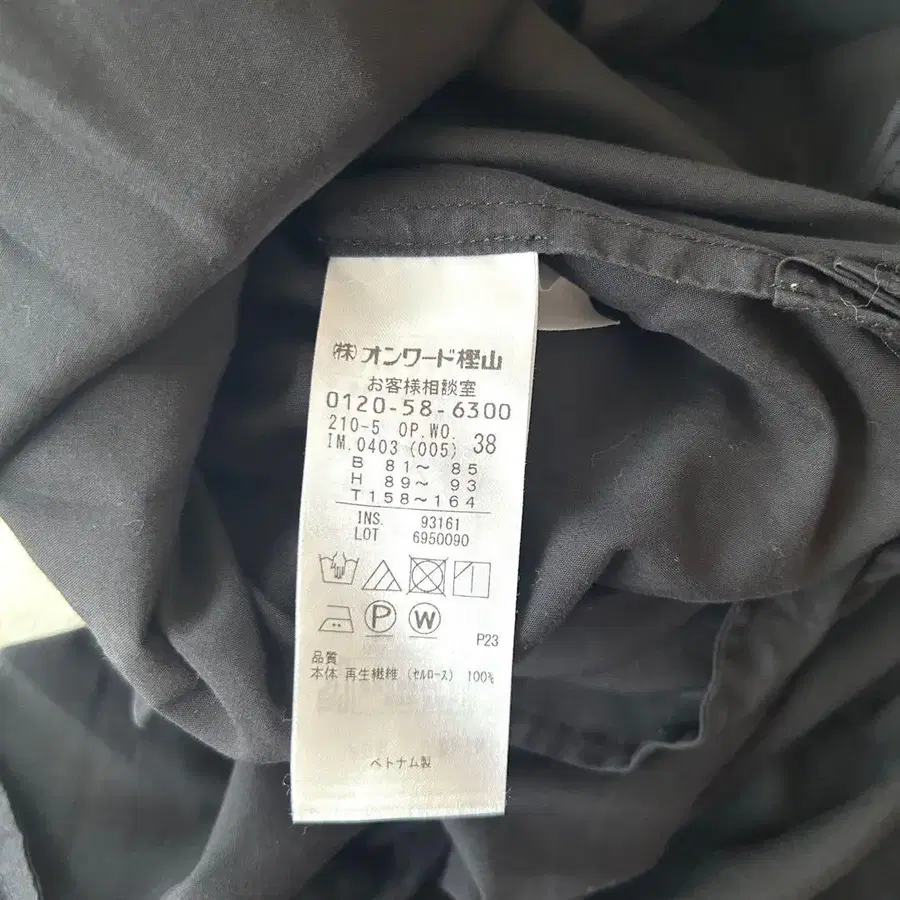 (株)オンワード樫山
お客様相談室
0120-58-6300
210-5 OP.WO. 38
IM.0403 (005)
B 81～ 85
H 89～ 93
T158～164
INS. 93161
LOT 6950090
P W
P23
品質
本体 再生繊維 (セルロース) 100%
ベトナム製